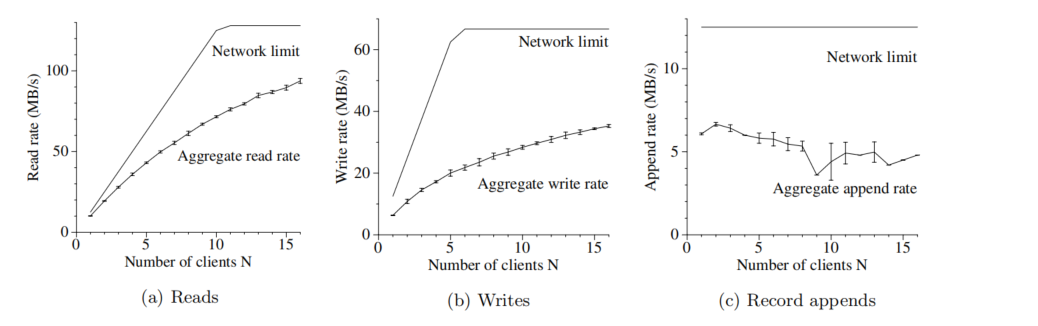 Read rate (MB/s)
100
50
0
Network limit
Aggregate read rate
0 5 10 15
Number of clients N
(a) Reads
Write rate (MB/s)
60
40
20
0
Network limit
Aggregate write rate
0 5 10 15
Number of clients N
(b) Writes
Append rate (MB/s)
10
5
0
Network limit
Aggregate append rate
0 5 10 15
Number of clients N
(c) Record appends